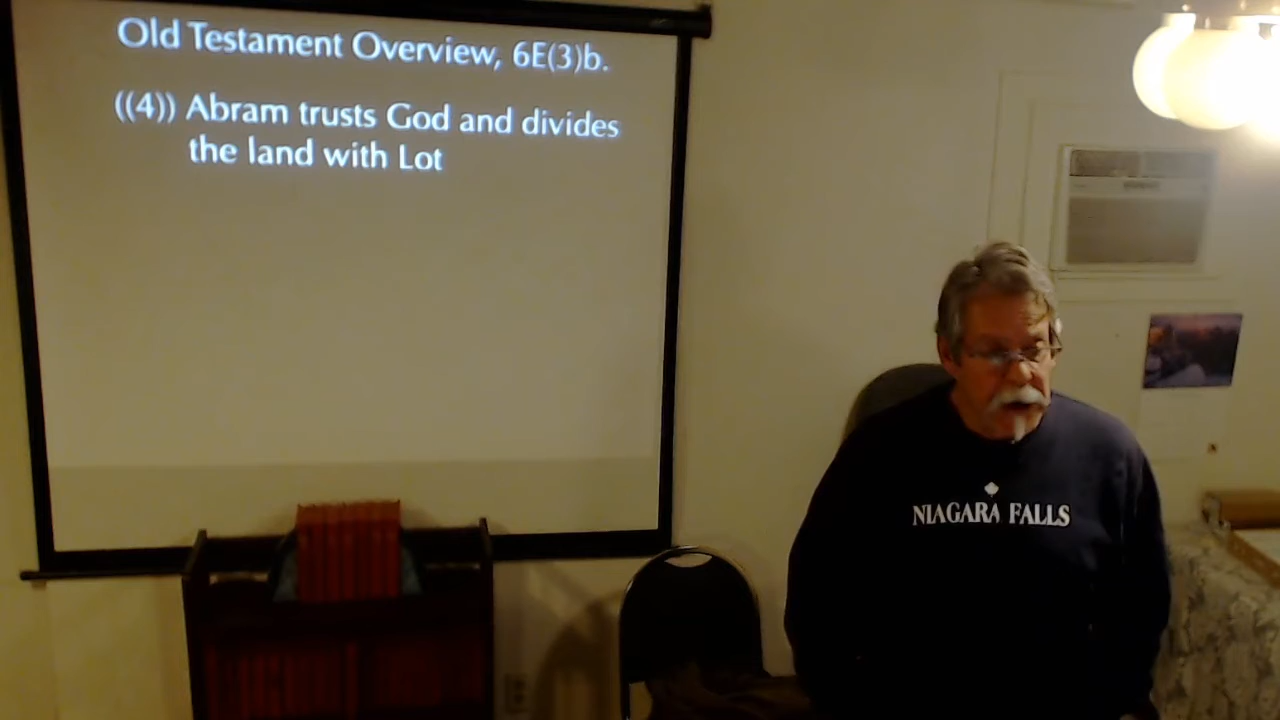 Old Testament Overview, 6E(3)b.
((4)) Abram trusts God and divides
the land with Lot
NIAGARA FALLS